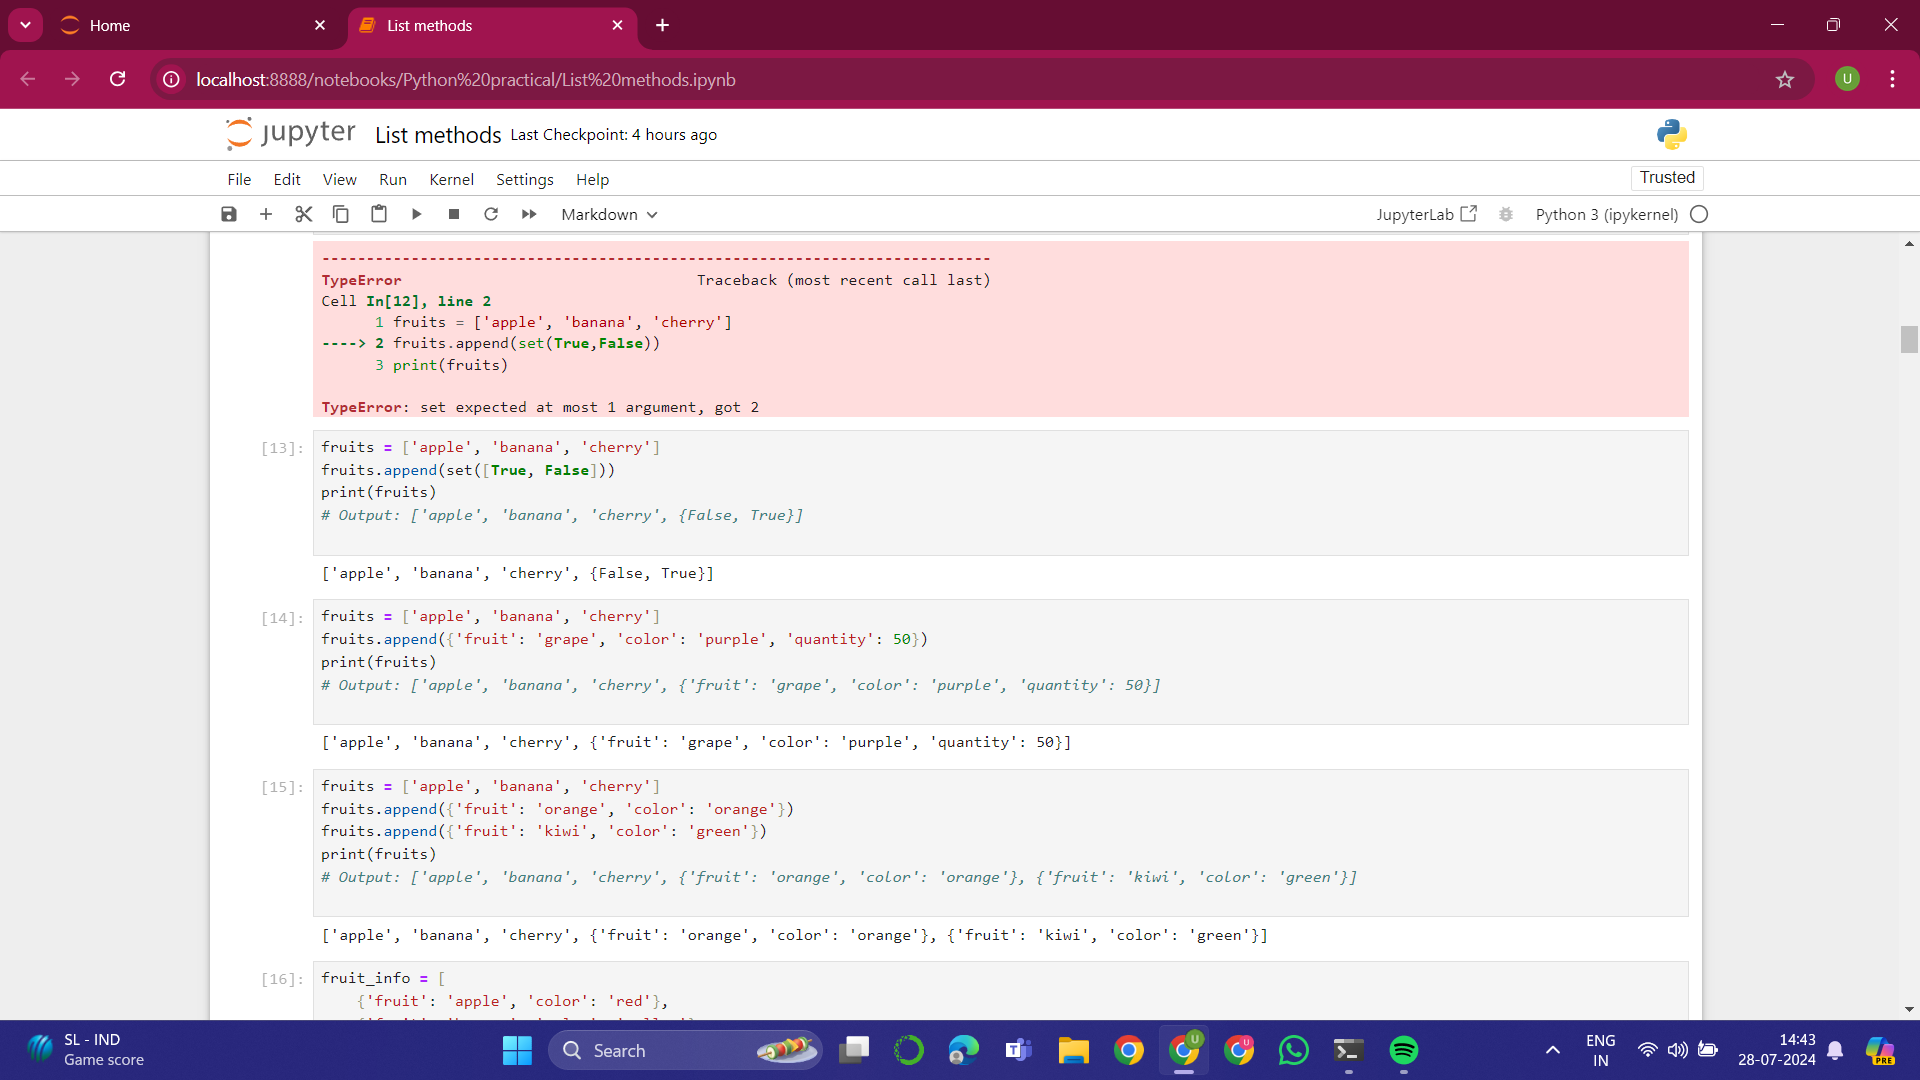 Home
List methods
localhost:8888/notebooks/Python%20practical/List%20methods.ipynb
U
jupyter List methods Last Checkpoint: 4 hours ago
File Edit View Run Kernel Settings Help
Trusted
Markdown
JupyterLab
Python 3 (ipykernel)
---------------------------------------------------------------------------
TypeError                                 Traceback (most recent call last)
Cell In[12], line 2
      1 fruits = ['apple', 'banana', 'cherry']
----> 2 fruits.append(set(True,False))
      3 print(fruits)
TypeError: set expected at most 1 argument, got 2
[13]:
fruits = ['apple', 'banana', 'cherry']
fruits.append(set([True, False]))
print(fruits)
# Output: ['apple', 'banana', 'cherry', {False, True}]
['apple', 'banana', 'cherry', {False, True}]
[14]:
fruits = ['apple', 'banana', 'cherry']
fruits.append({'fruit': 'grape', 'color': 'purple', 'quantity': 50})
print(fruits)
# Output: ['apple', 'banana', 'cherry', {'fruit': 'grape', 'color': 'purple', 'quantity': 50}]
['apple', 'banana', 'cherry', {'fruit': 'grape', 'color': 'purple', 'quantity': 50}]
[15]:
fruits = ['apple', 'banana', 'cherry']
fruits.append({'fruit': 'orange', 'color': 'orange'})
fruits.append({'fruit': 'kiwi', 'color': 'green'})
print(fruits)
# Output: ['apple', 'banana', 'cherry', {'fruit': 'orange', 'color': 'orange'}, {'fruit': 'kiwi', 'color': 'green'}]
['apple', 'banana', 'cherry', {'fruit': 'orange', 'color': 'orange'}, {'fruit': 'kiwi', 'color': 'green'}]
[16]:
fruit_info = [
    {'fruit': 'apple', 'color': 'red'},
SL - IND
Game score
Search
ENG
IN
14:43
28-07-2024
PRE